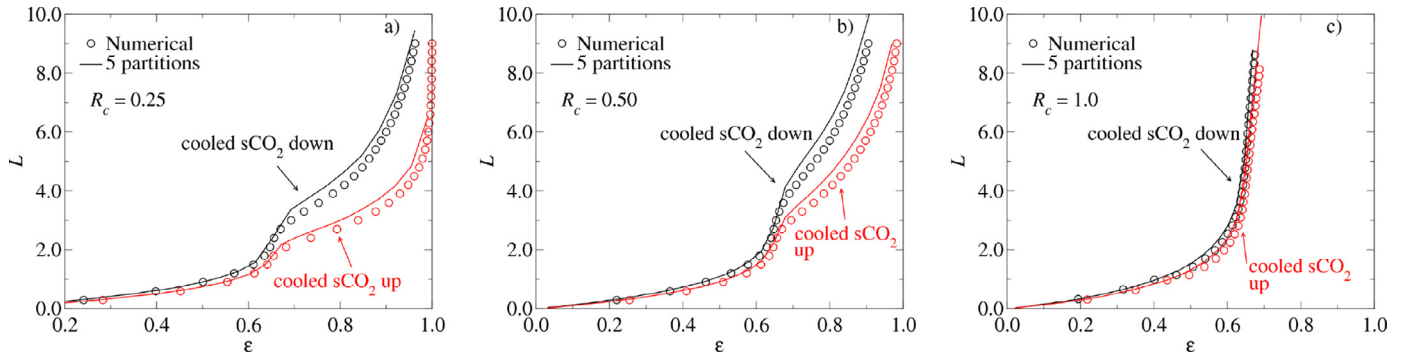 10.0
8.0
6.0
4.0
2.0
0.0
L
0.2
0.4
0.6
0.8
1.0
ε
a)
Numerical
5 partitions
R_c = 0.25
cooled sCO₂ down
cooled sCO₂ up
10.0
8.0
6.0
4.0
2.0
0.0
L
0.0
0.2
0.4
0.6
0.8
1.0
ε
b)
Numerical
5 partitions
R_c = 0.50
cooled sCO₂ down
cooled sCO₂
up
10.0
8.0
6.0
4.0
2.0
0.0
L
0.0
0.2
0.4
0.6
0.8
1.0
ε
c)
Numerical
5 partitions
R_c = 1.0
cooled sCO₂ down
cooled sCO₂
up